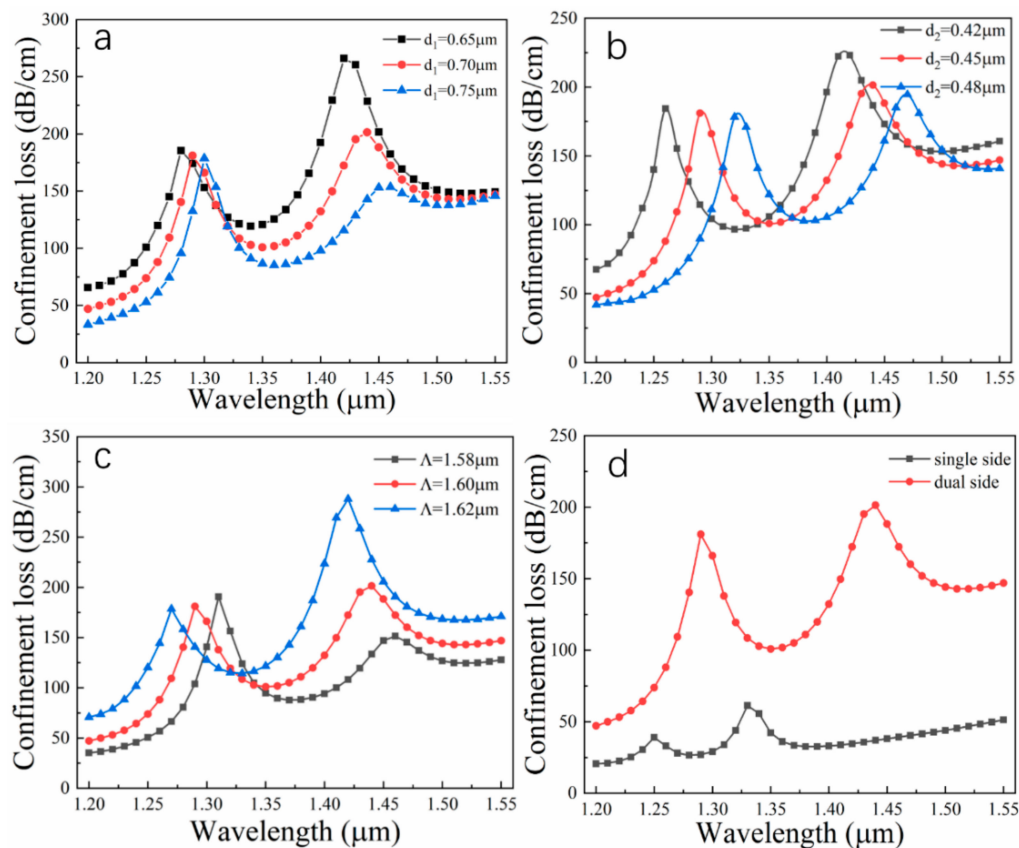 a
d₁=0.65μm
d₁=0.70μm
d₁=0.75μm
Confinement loss (dB/cm)
300
250
200
150
100
50
0
1.20 1.25 1.30 1.35 1.40 1.45 1.50 1.55
Wavelength (μm)
b
d₂=0.42μm
d₂=0.45μm
d₂=0.48μm
Confinement loss (dB/cm)
250
200
150
100
50
0
1.20 1.25 1.30 1.35 1.40 1.45 1.50 1.55
Wavelength (μm)
c
Λ=1.58μm
Λ=1.60μm
Λ=1.62μm
Confinement loss (dB/cm)
350
300
250
200
150
100
50
0
1.20 1.25 1.30 1.35 1.40 1.45 1.50 1.55
Wavelength (μm)
d
single side
dual side
Confinement loss (dB/cm)
250
200
150
100
50
0
1.20 1.25 1.30 1.35 1.40 1.45 1.50 1.55
Wavelength (μm)